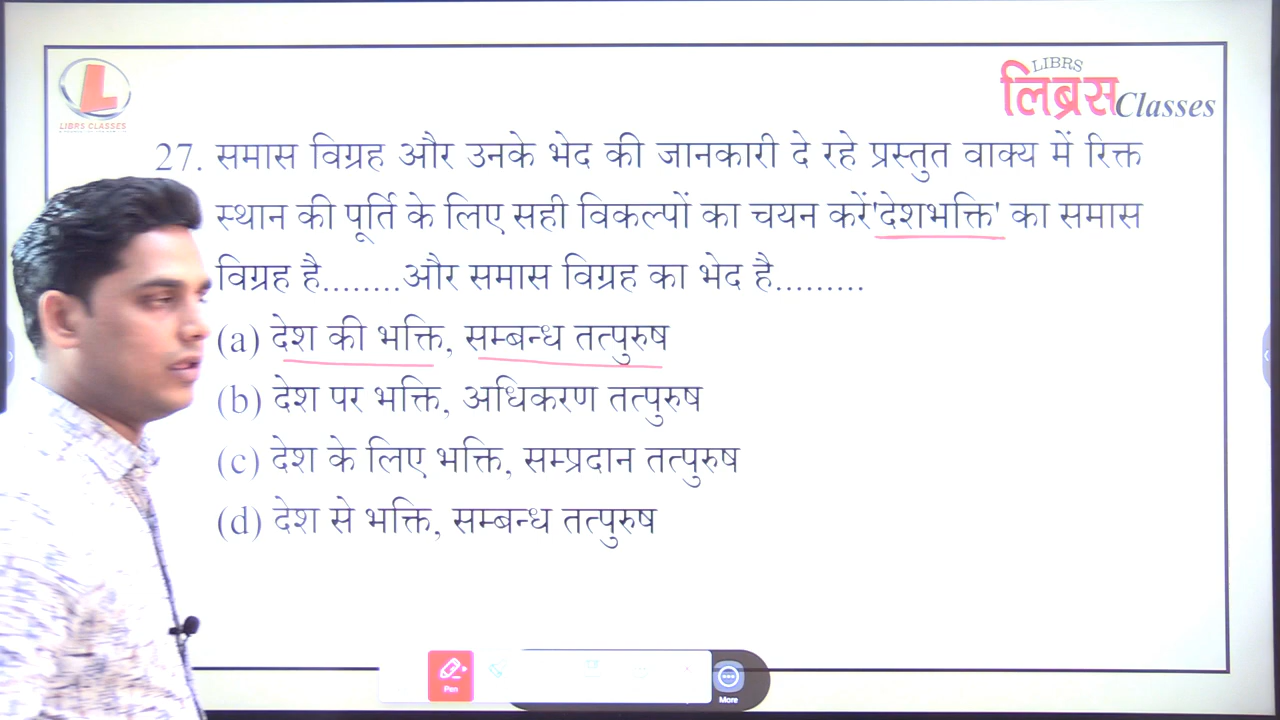 LIBRS CLASSES
LIBRS
लिब्रस Classes
27. समास विग्रह और उनके भेद की जानकारी दे रहे प्रस्तुत वाक्य में रिक्त
स्थान की पूर्ति के लिए सही विकल्पों का चयन करें'देशभक्ति' का समास
विग्रह है........और समास विग्रह का भेद है.........
(a) देश की भक्ति, सम्बन्ध तत्पुरुष
(b) देश पर भक्ति, अधिकरण तत्पुरुष
(c) देश के लिए भक्ति, सम्प्रदान तत्पुरुष
(d) देश से भक्ति, सम्बन्ध तत्पुरुष
Pen
More